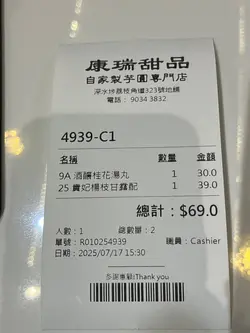 康瑞甜品
自家製芋圓專門店
深水埗荔枝角道323號地舖
電話： 9034 3832
4939-C1
名稱 數量 金額
9A 酒釀桂花湯丸 1 30.0
25 貴妃楊枝甘露配 1 39.0
總計：$69.0
人數：1 總數量：2
單號：R010254939 職員：Cashier
日期：2025/07/17 15:30
多謝惠顧!Thank you